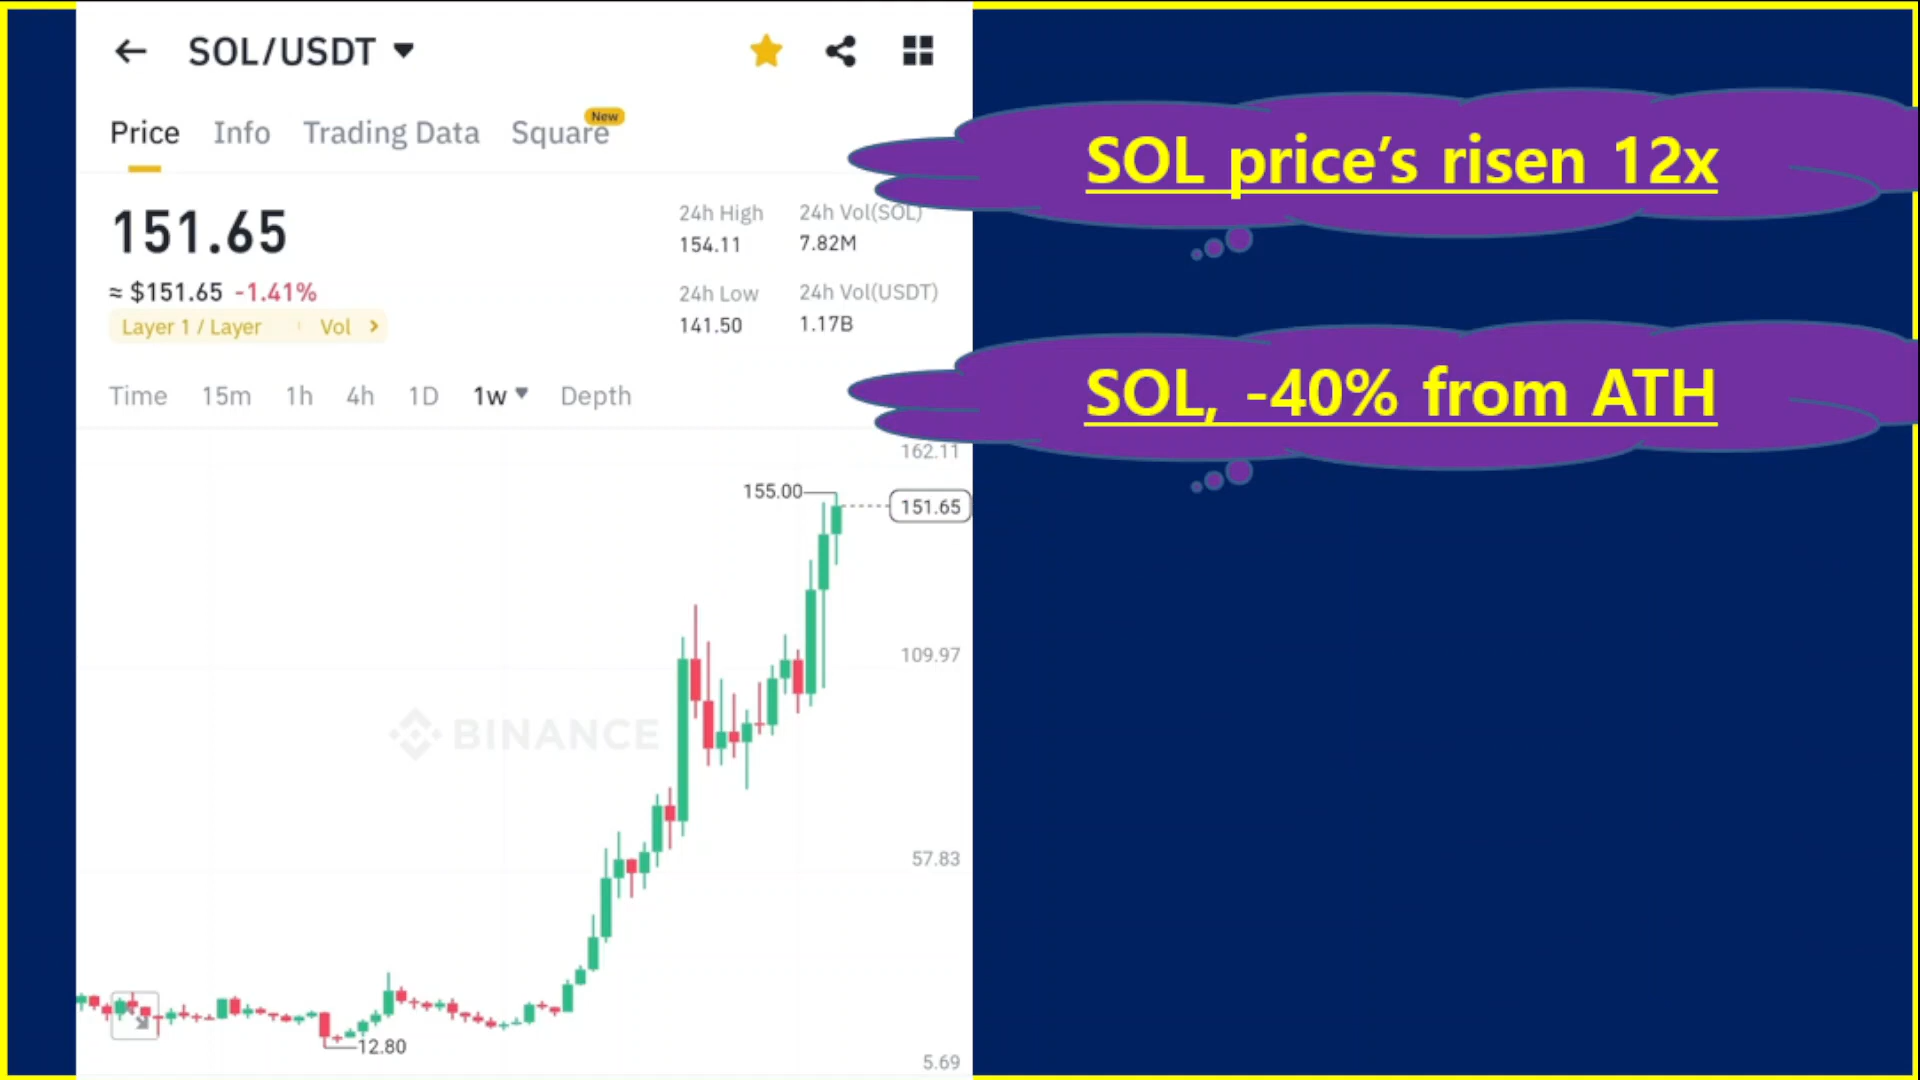 SOL/USDT
Price Info Trading Data Square New
151.65
≈ $151.65 -1.41%
Layer 1 / Layer Vol
24h High 24h Vol(SOL)
154.11 7.82M
24h Low 24h Vol(USDT)
141.50 1.17B
Time 15m 1h 4h 1D 1w Depth
162.11
155.00
151.65
109.97
BINANCE
57.83
12.80
5.69
SOL price’s risen 12x
SOL, -40% from ATH